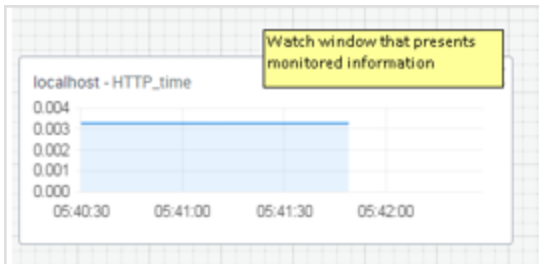 Watch window that presents
monitored information
localhost - HTTP_time
0.004
0.003
0.002
0.001
0.000
05:40:30 05:41:00 05:41:30 05:42:00